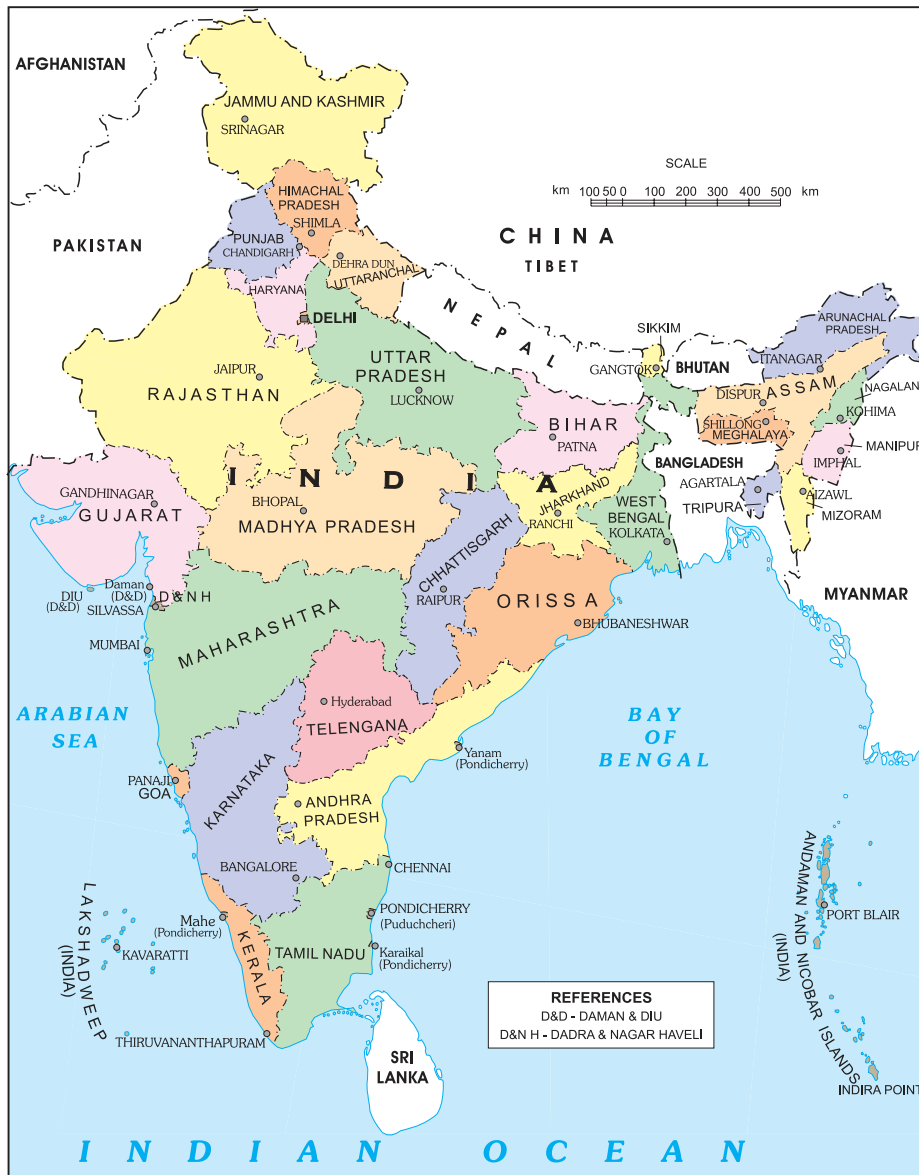 AFGHANISTAN
JAMMU AND KASHMIR
SRINAGAR
SCALE
km 100 50 0 100 200 300 400 500 km
HIMACHAL
PRADESH
SHIMLA
PAKISTAN
PUNJAB
CHANDIGARH
CHINA
TIBET
DEHRA DUN
UTTARANCHAL
HARYANA
DELHI
NEPAL
SIKKIM
ARUNACHAL
PRADESH
UTTAR
PRADESH
LUCKNOW
JAIPUR
RAJASTHAN
GANGTOK
BHUTAN
ITANAGAR
DISPUR
ASSAM
NAGALAN
KOHIMA
SHILLONG
MEGHALAYA
BIHAR
PATNA
MANIPUR
IMPHAL
BANGLADESH
INDIA
GANDHINAGAR
GUJARAT
BHOPAL
MADHYA PRADESH
JHARKHAND
RANCHI
WEST
BENGAL
KOLKATA
AGARTALA
TRIPURA
AIZAWL
MIZORAM
CHHATTISGARH
RAIPUR
DIU
(D&D)
Daman
(D&D)
D&NH
SILVASSA
ORISSA
BHUBANESHWAR
MYANMAR
MUMBAI
MAHARASHTRA
Hyderabad
TELENGANA
ARABIAN
SEA
BAY
OF
BENGAL
Yanam
(Pondicherry)
PANAJI
GOA
KARNATAKA
ANDHRA
PRADESH
BANGALORE
CHENNAI
LAKSHADWEEP
(INDIA)
KAVARATTI
Mahe
(Pondicherry)
KERALA
TAMIL NADU
PONDICHERRY
(Puducheri)
Karaikal
(Pondicherry)
ANDAMAN AND NICOBAR ISLANDS
(INDIA)
PORT BLAIR
THIRUVANANTHAPURAM
SRI
LANKA
REFERENCES
D&D - DAMAN & DIU
D&N H - DADRA & NAGAR HAVELI
INDIRA POINT
INDIAN OCEAN